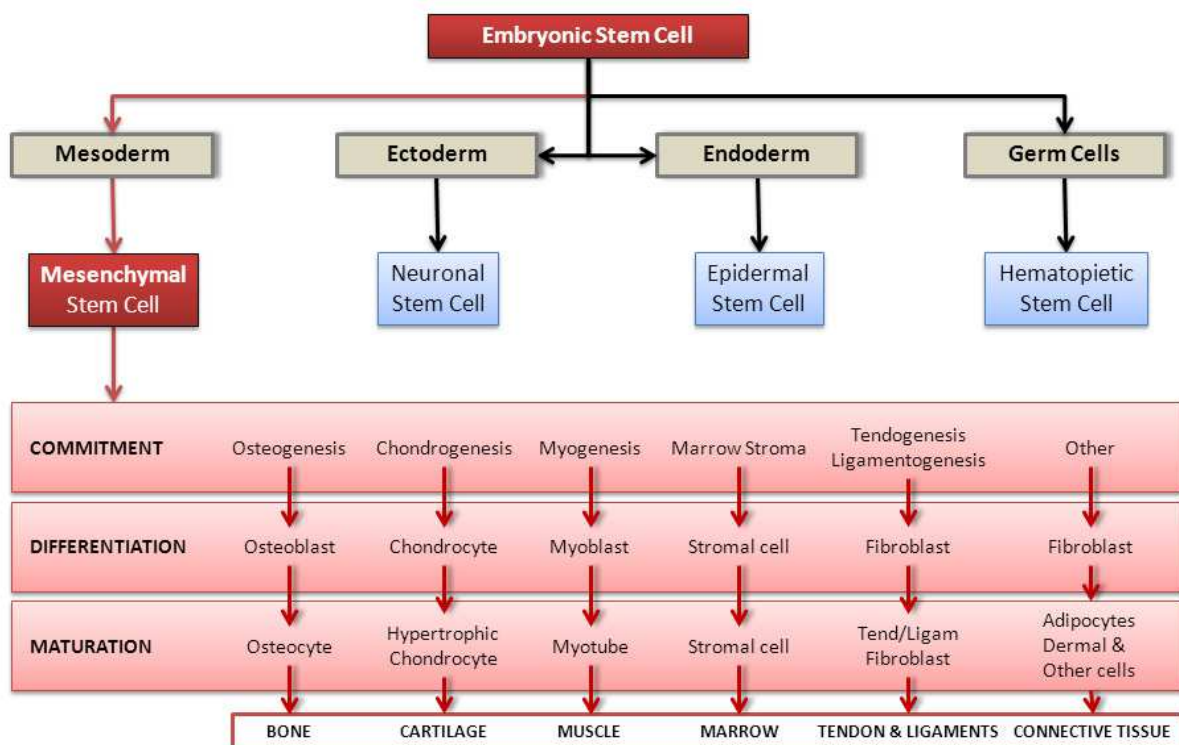 Embryonic Stem Cell
Mesoderm
Ectoderm
Endoderm
Germ Cells
Mesenchymal
Stem Cell
Neuronal
Stem Cell
Epidermal
Stem Cell
Hematopietic
Stem Cell
COMMITMENT
Osteogenesis
Chondrogenesis
Myogenesis
Marrow Stroma
Tendogenesis
Ligamentogenesis
Other
DIFFERENTIATION
Osteoblast
Chondrocyte
Myoblast
Stromal cell
Fibroblast
Fibroblast
MATURATION
Osteocyte
Hypertrophic
Chondrocyte
Myotube
Stromal cell
Tend/Ligam
Fibroblast
Adipocytes
Dermal &
Other cells
BONE
CARTILAGE
MUSCLE
MARROW
TENDON & LIGAMENTS
CONNECTIVE TISSUE